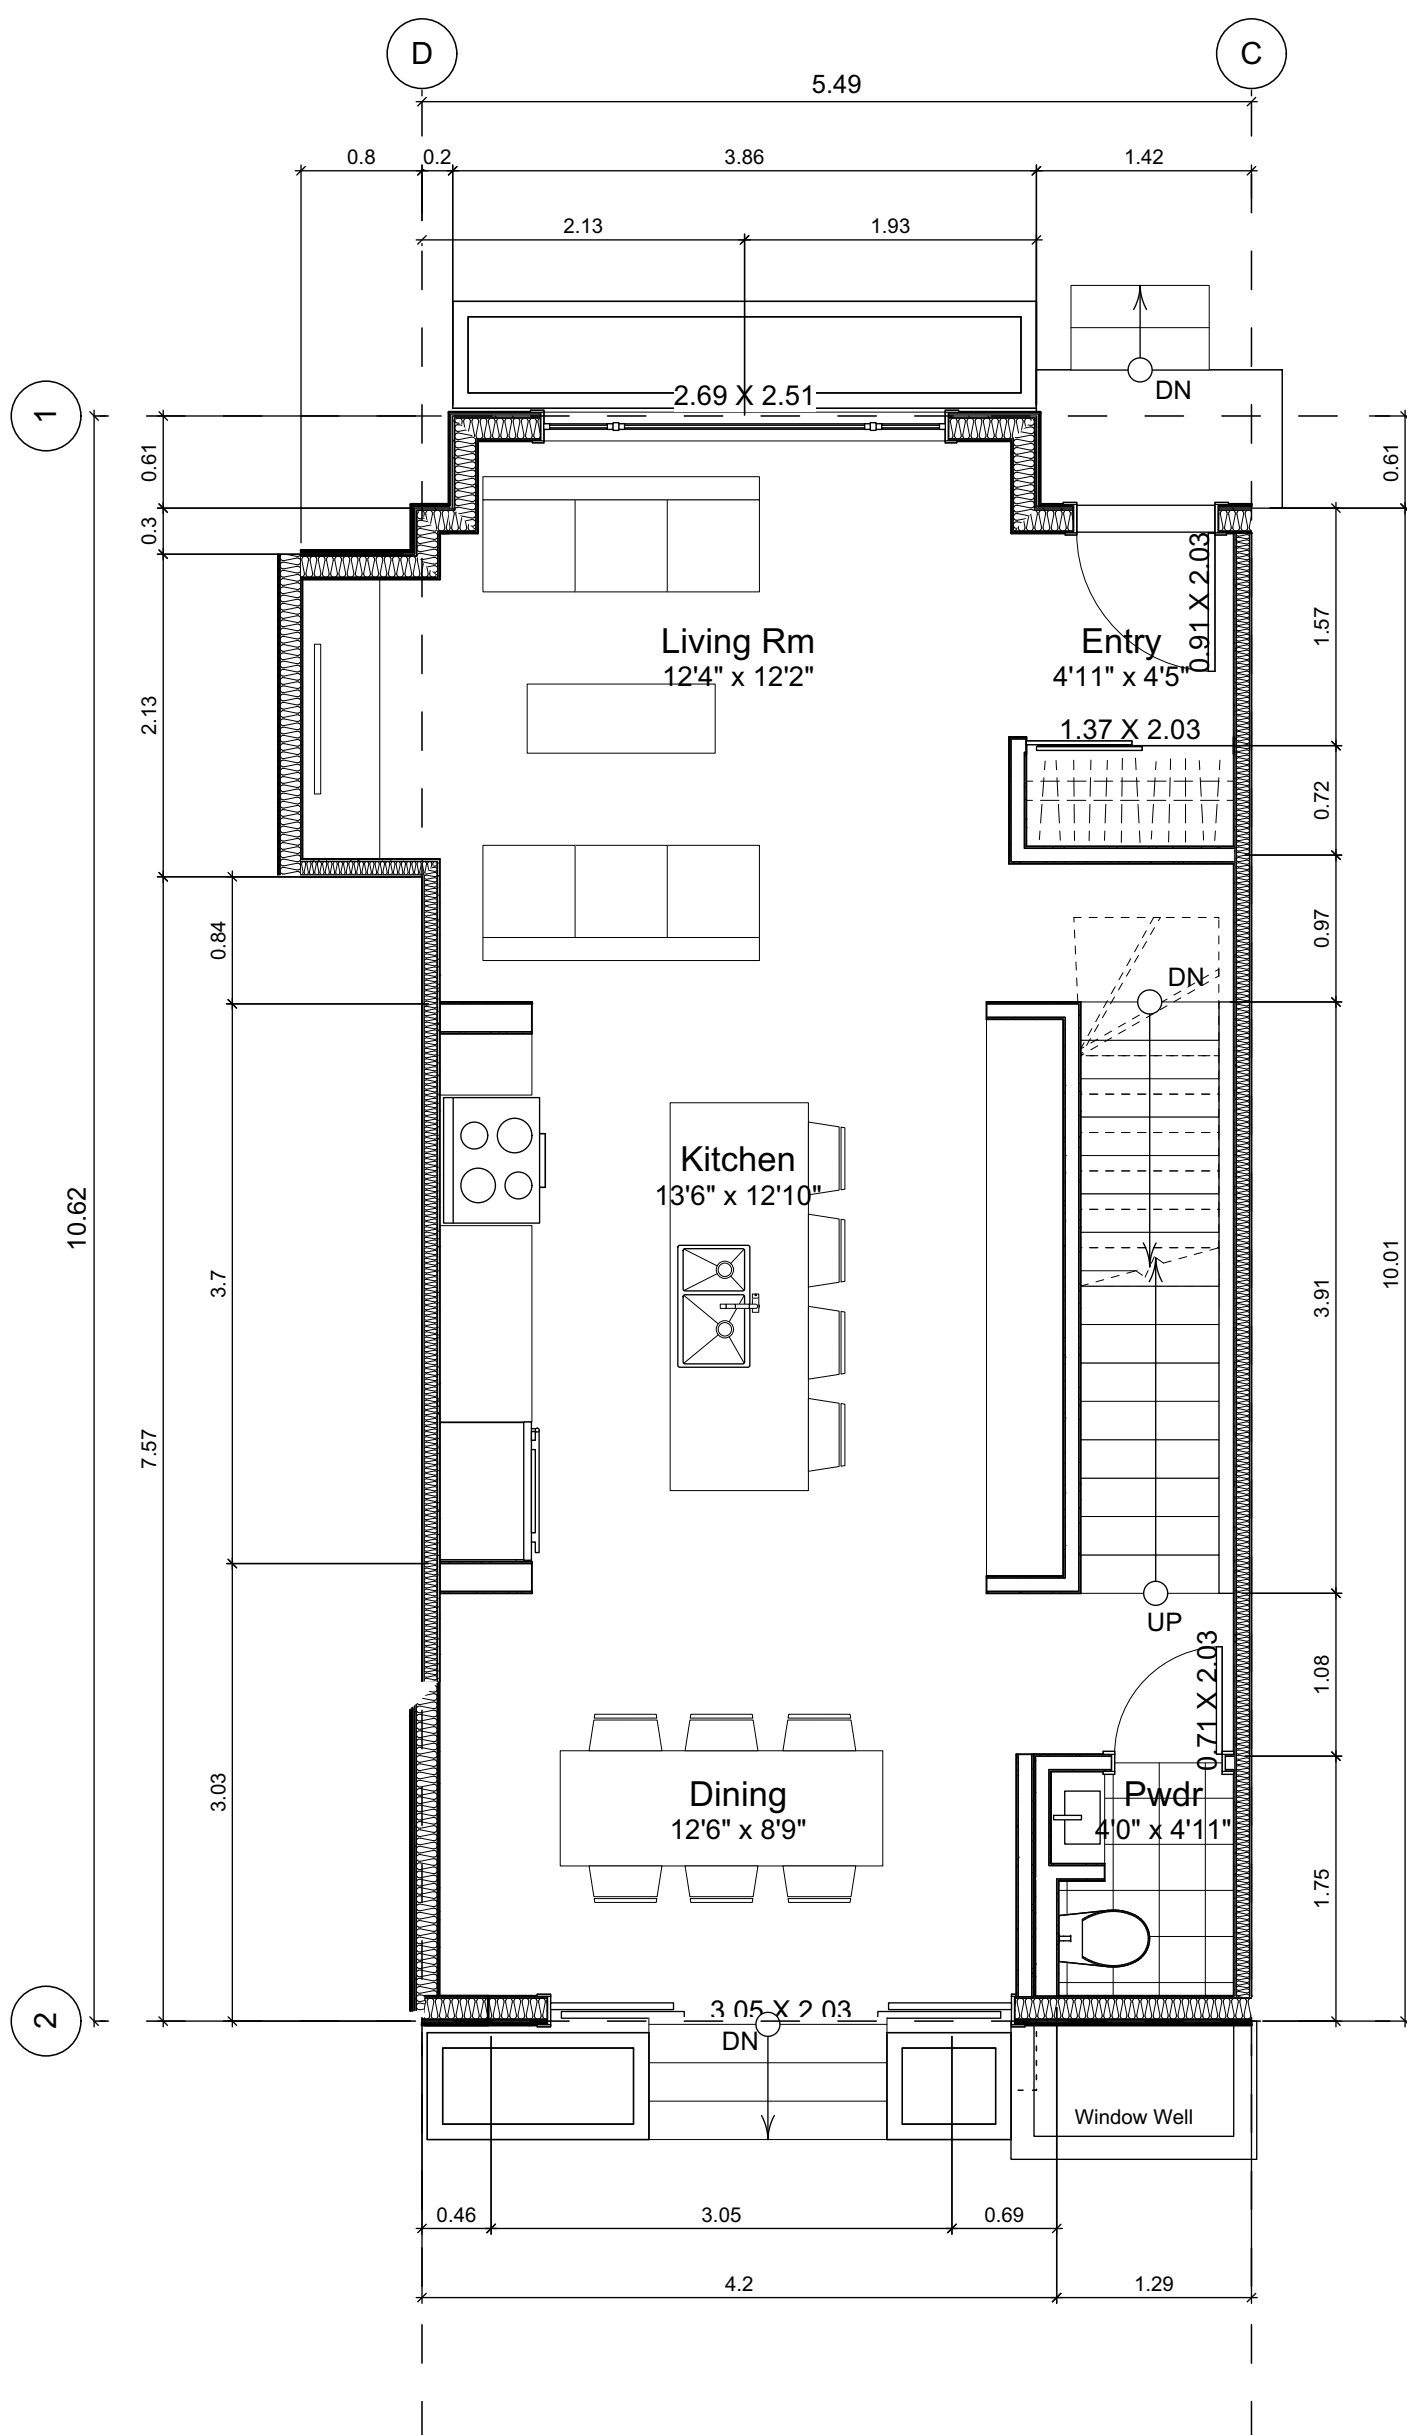 D
C
5.49
0.8
0.2
3.86
1.42
2.13
1.93
2.69 X 2.51
DN
1
0.61
0.61
0.3
0.91 X 2.03
Living Rm
12'4" x 12'2"
Entry
4'11" x 4'5"
1.57
2.13
1.37 X 2.03
0.72
0.84
0.97
DN
Kitchen
13'6" x 12'10"
10.62
3.7
3.91
10.01
7.57
UP
0.71 X 2.03
1.08
3.03
Dining
12'6" x 8'9"
Pwdr
4'0" x 4'11"
1.75
2
3.05 X 2.03
DN
Window Well
0.46
3.05
0.69
4.2
1.29